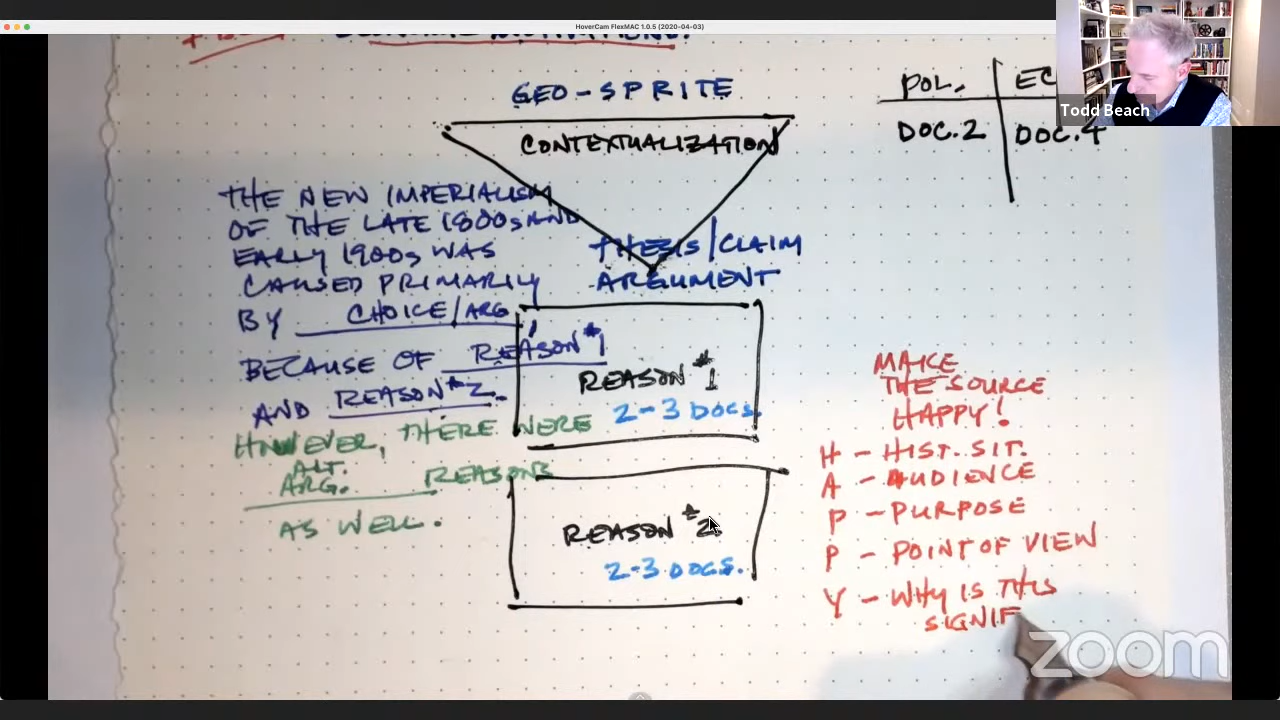 HoverCam FlexMAC 1.0.5 (2020-04-03)
ECONOMIC MOTIVATIONS.
GEO-SPRITE
CONTEXTUALIZATION
POL.
EC
Todd Beach
DOC.2
DOC.4
THE NEW IMPERIALISM
OF THE LATE 1800s AND
EARLY 1900s WAS
CAUSED PRIMARILY
BY CHOICE/ARG
BECAUSE OF REASON #1
AND REASON #2.
HOWEVER, THERE WERE
ALT.
ARG. REASONS
AS WELL.
THESIS/CLAIM
ARGUMENT
REASON #1
2-3 DOCS.
REASON #2
2-3 DOCS.
MAKE
THE SOURCE
HAPPY!
H - HIST. SIT.
A - AUDIENCE
P - PURPOSE
P - POINT OF VIEW
Y - WHY IS THIS
SIGNIF
zoom